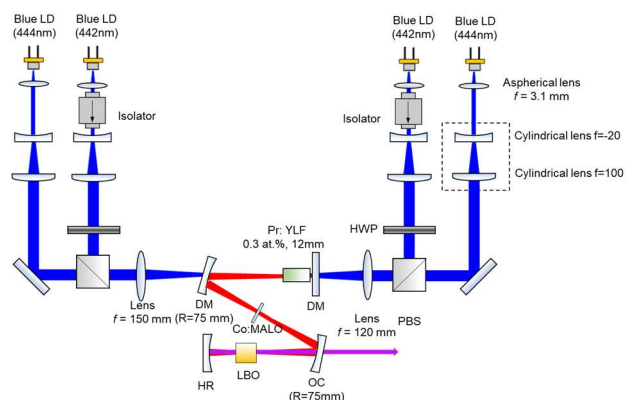 Blue LD
(444nm)
Blue LD
(442nm)
Blue LD
(442nm)
Blue LD
(444nm)
Isolator
Isolator
Aspherical lens
f = 3.1 mm
Cylindrical lens f=-20
Cylindrical lens f=100
HWP
Pr: YLF
0.3 at.%, 12mm
Lens
f = 150 mm
DM
(R=75 mm)
DM
Lens
f = 120 mm
PBS
Co:MALO
HR
LBO
OC
(R=75mm)